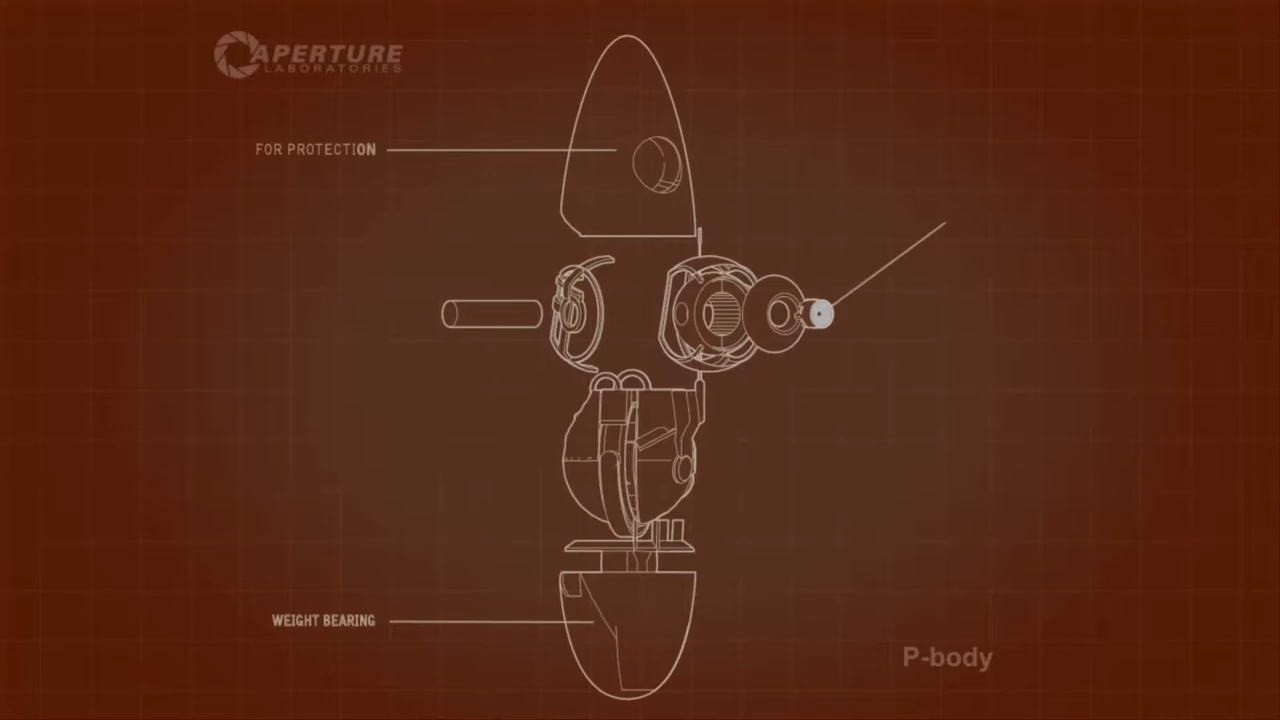 APERTURE
LABORATORIES
FOR PROTECTION
WEIGHT BEARING
P-body